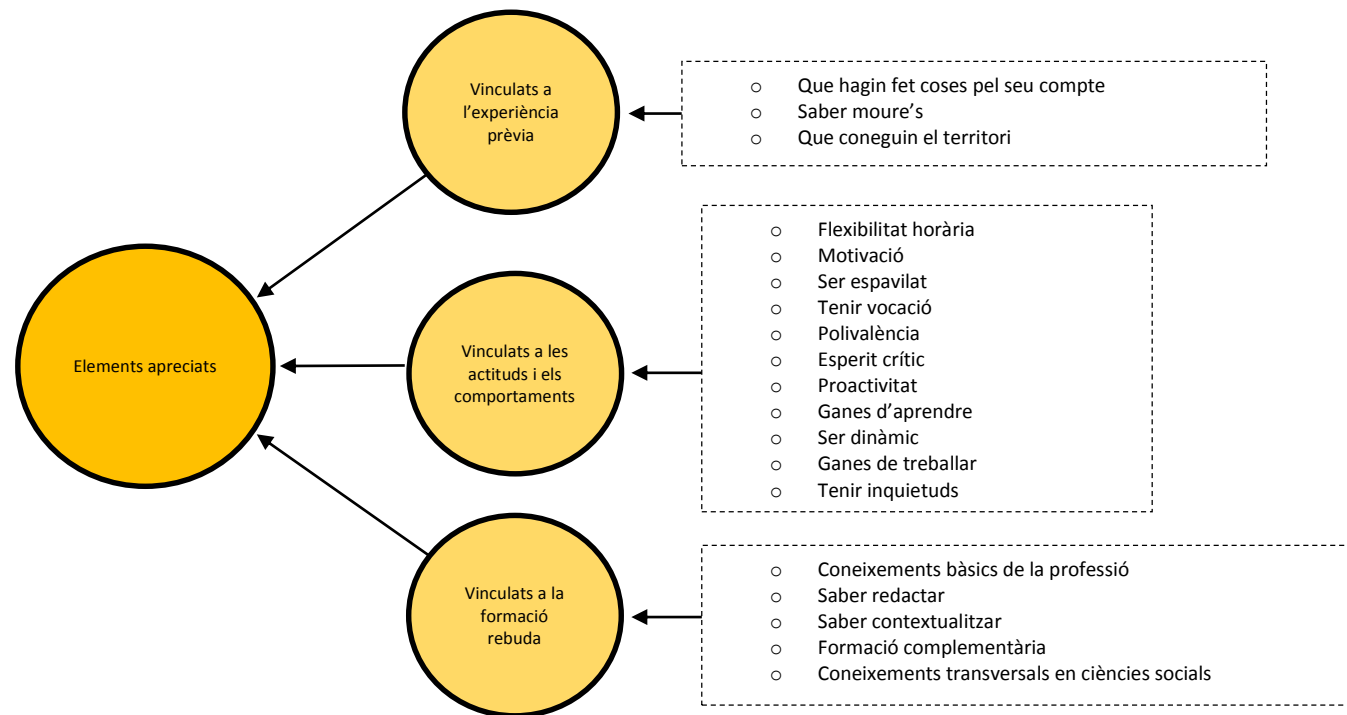 Vinculats a
l'experiència
prèvia
o Que hagin fet coses pel seu compte
o Saber moure's
o Que coneguin el territori
Elements apreciats
Vinculats a les
actituds i els
comportaments
o Flexibilitat horària
o Motivació
o Ser espavilat
o Tenir vocació
o Polivalència
o Esperit crític
o Proactivitat
o Ganes d'aprendre
o Ser dinàmic
o Ganes de treballar
o Tenir inquietuds
Vinculats a la
formació
rebuda
o Coneixements bàsics de la professió
o Saber redactar
o Saber contextualitzar
o Formació complementària
o Coneixements transversals en ciències socials